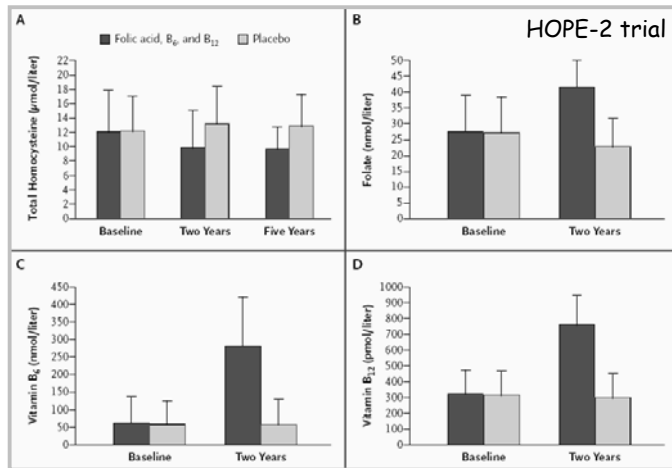 A
Folic acid, B6, and B12
Placebo
HOPE-2 trial
B
Total Homocysteine (μmol/liter)
22
20
18
16
14
12
10
8
6
4
2
0
Baseline
Two Years
Five Years
Folate (nmol/liter)
50
45
40
35
30
25
20
15
10
5
0
Baseline
Two Years
C
Vitamin B6 (nmol/liter)
450
400
350
300
250
200
150
100
50
0
Baseline
Two Years
D
Vitamin B12 (pmol/liter)
1000
900
800
700
600
500
400
300
200
100
0
Baseline
Two Years